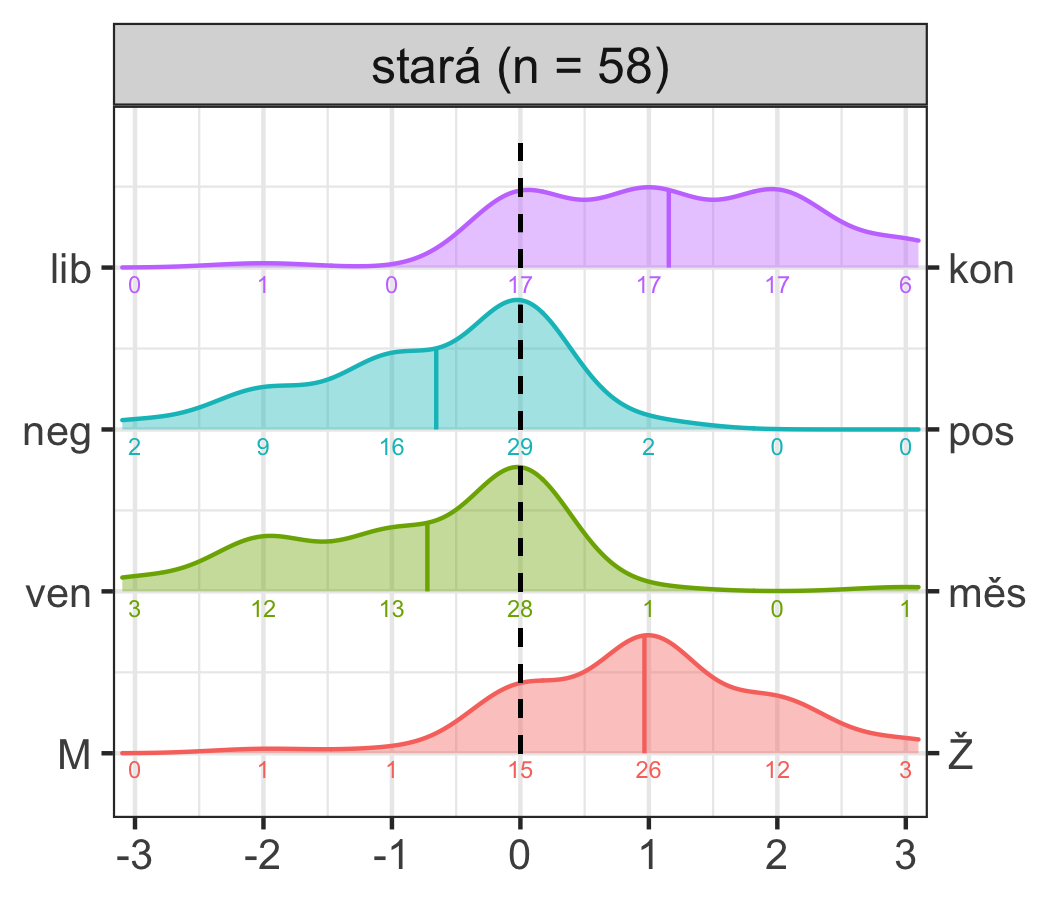 stará (n = 58)
lib kon
0 1 0 17 17 17 6
neg pos
2 9 16 29 2 0 0
ven měs
3 12 13 28 1 0 1
M Ž
0 1 1 15 26 12 3
-3 -2 -1 0 1 2 3